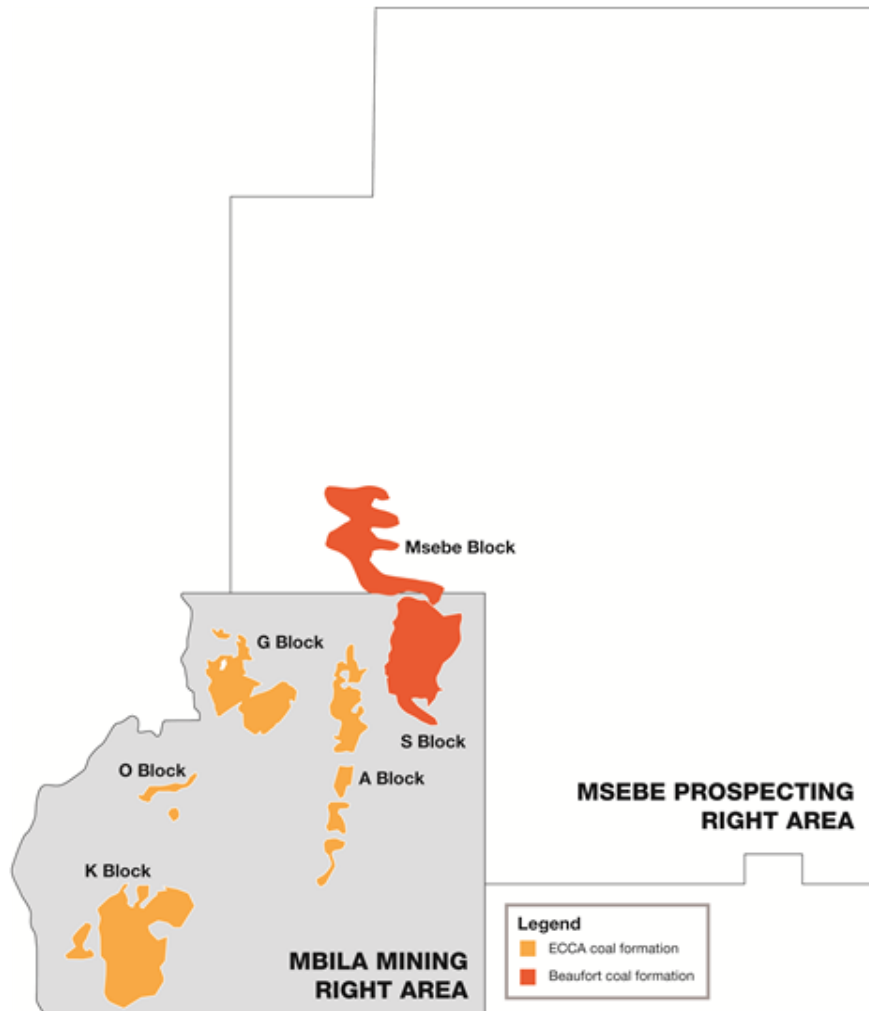 Msebe Block
G Block
S Block
O Block
A Block
MSEBE PROSPECTING
RIGHT AREA
K Block
Legend
ECCA coal formation
Beaufort coal formation
MBILA MINING
RIGHT AREA